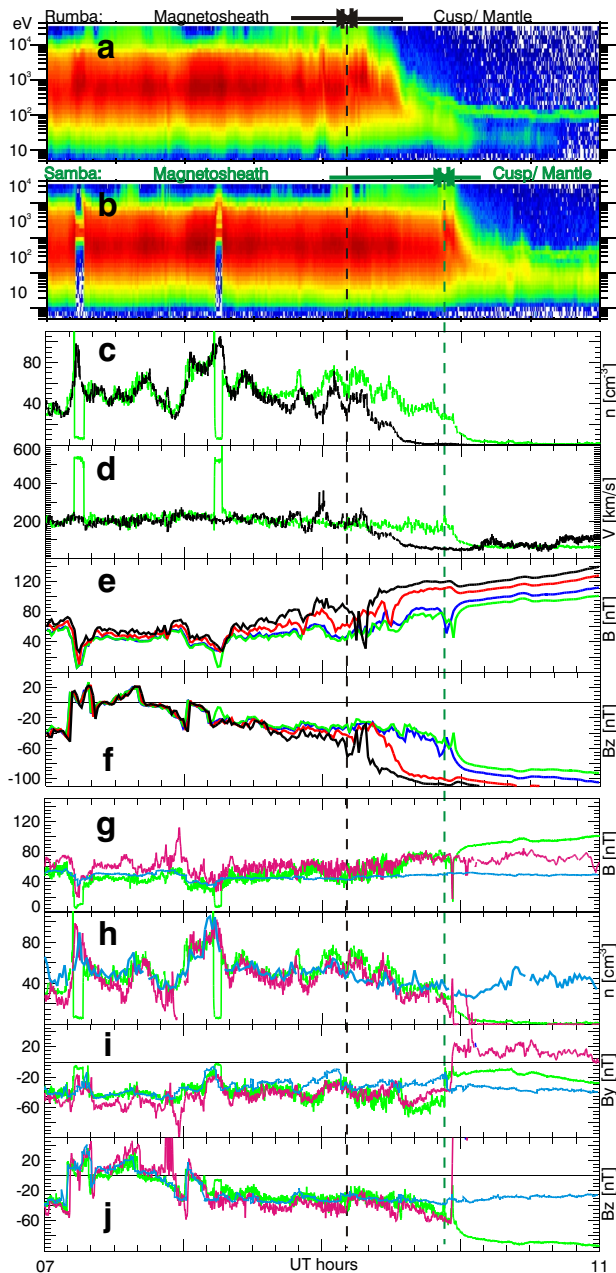 eV Rumba: Magnetosheath Cusp/ Mantle
a
10⁴
10³
10²
10
Samba: Magnetosheath Cusp/ Mantle
b
10⁴
10³
10²
10
c
80
40
n [cm⁻³]
d
600
400
200
V [km/s]
e
120
80
40
B [nT]
f
20
-20
-60
-100
Bz [nT]
g
120
80
40
0
B [nT]
h
80
40
n [cm⁻³]
i
20
-20
-60
By [nT]
j
20
-20
-60
Bz [nT]
07 UT hours 11